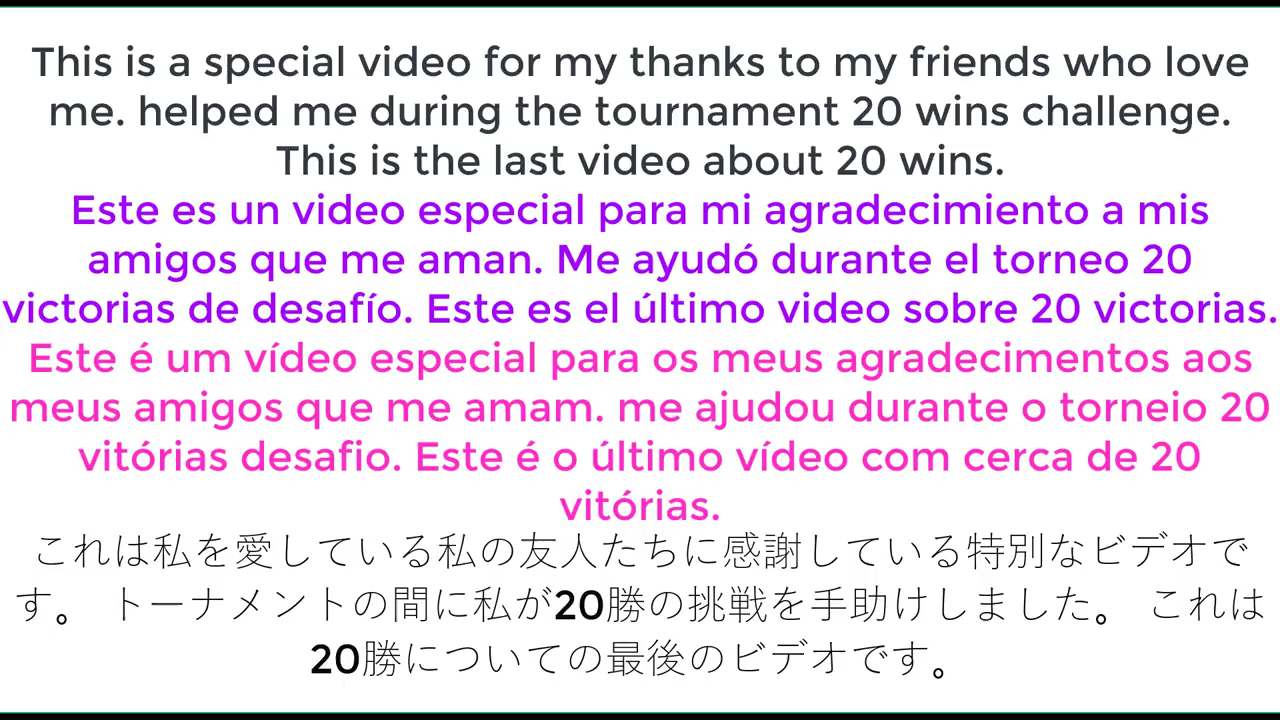 This is a special video for my thanks to my friends who love
me. helped me during the tournament 20 wins challenge.
This is the last video about 20 wins.
Este es un video especial para mi agradecimiento a mis
amigos que me aman. Me ayudó durante el torneo 20
victorias de desafío. Este es el último video sobre 20 victorias.
Este é um vídeo especial para os meus agradecimentos aos
meus amigos que me amam. me ajudou durante o torneio 20
vitórias desafio. Este é o último vídeo com cerca de 20
vitórias.
これは私を愛している私の友人たちに感謝している特別なビデオで
す。 トーナメントの間に私が20勝の挑戦を手助けしました。 これは
20勝についての最後のビデオです。